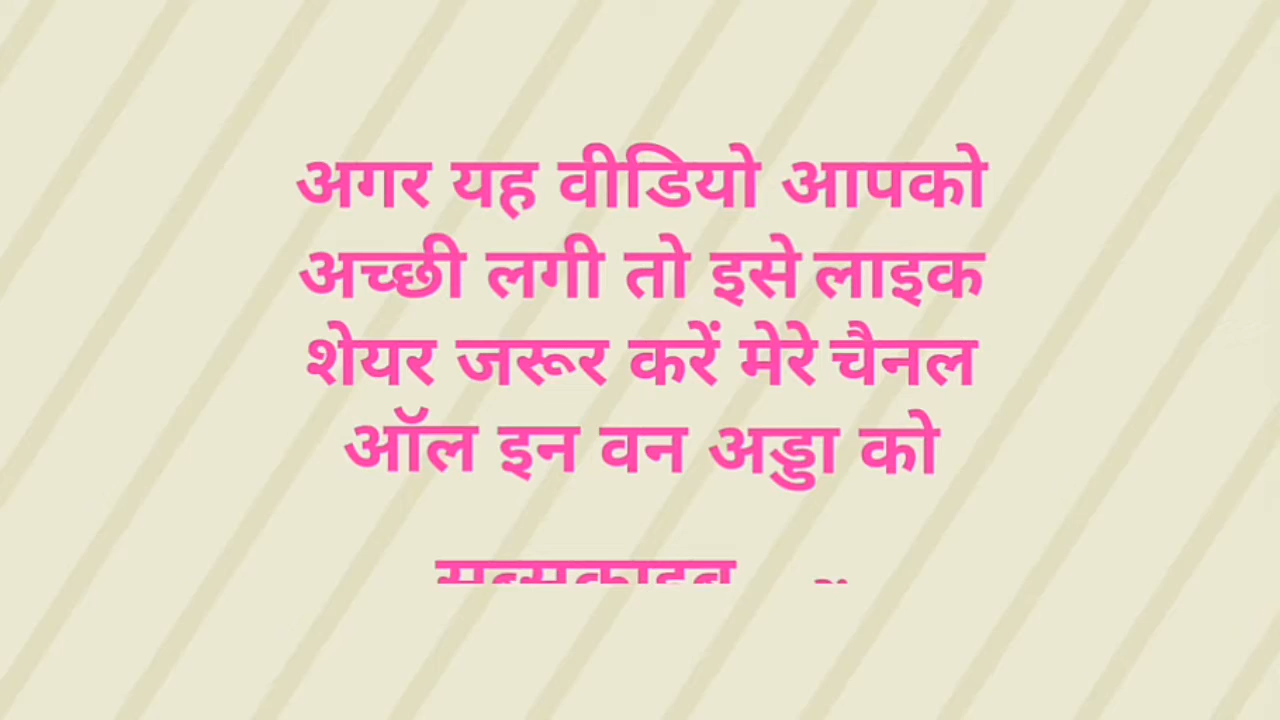 अगर यह वीडियो आपको
अच्छी लगी तो इसे लाइक
शेयर जरूर करें मेरे चैनल
ऑल इन वन अड्डा को
सब्सक्राइब